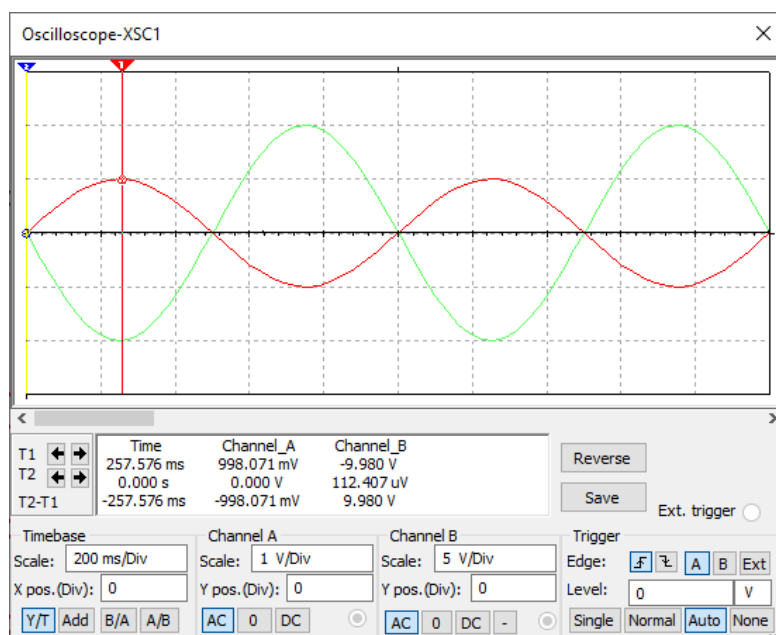 Oscilloscope-XSC1
2 1
T1 Time Channel_A Channel_B
257.576 ms 998.071 mV -9.980 V
T2 0.000 s 0.000 V 112.407 uV
T2-T1 -257.576 ms -998.071 mV 9.980 V
Reverse
Save
Ext. trigger
Timebase Channel A Channel B Trigger
Scale: 200 ms/Div Scale: 1 V/Div Scale: 5 V/Div Edge: A B Ext
X pos.(Div): 0 Y pos.(Div): 0 Y pos.(Div): 0 Level: 0 V
Y/T Add B/A A/B AC 0 DC AC 0 DC - Single Normal Auto None